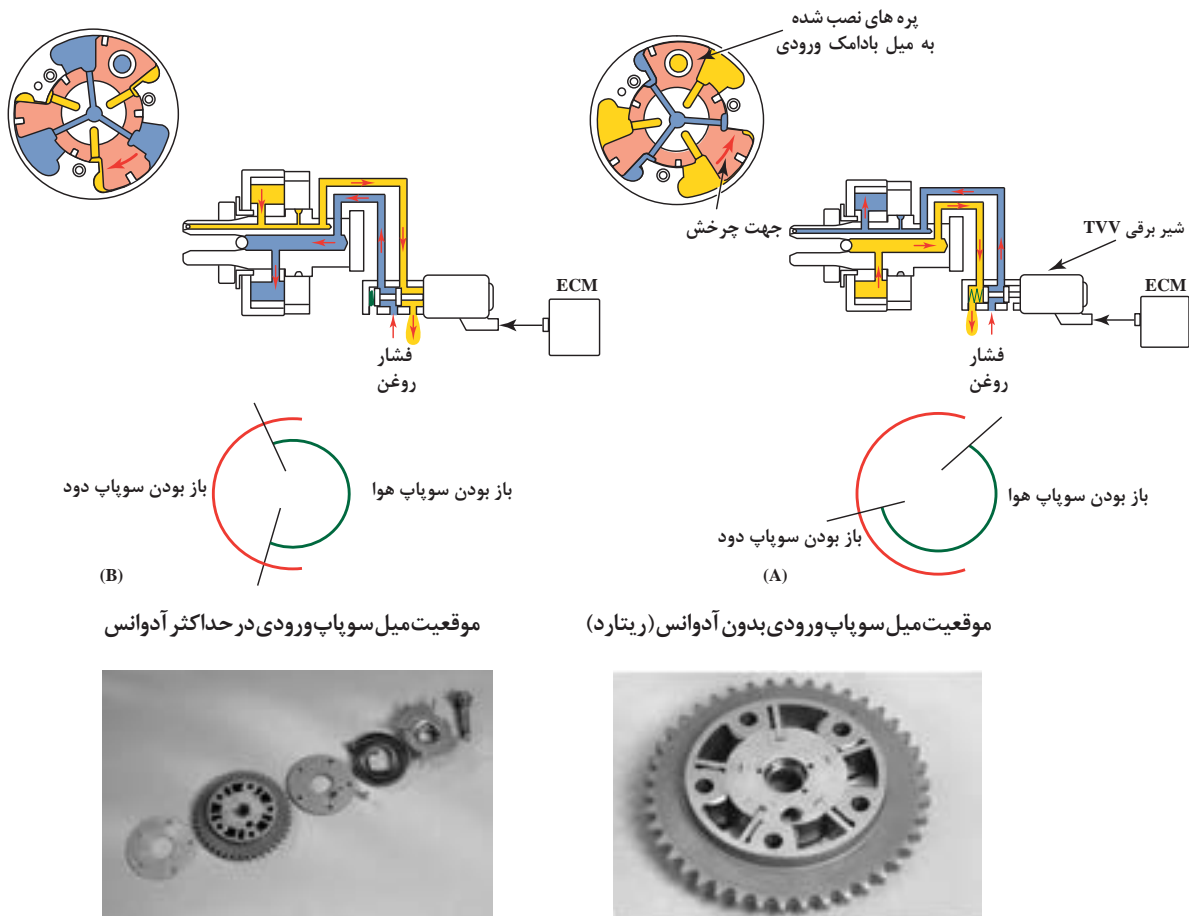 پره های نصب شده
به میل بادامک ورودی
جهت چرخش
شیر برقی TVV
ECM
فشار
روغن
ECM
فشار
روغن
باز بودن سوپاپ هوا
باز بودن سوپاپ دود
(A)
باز بودن سوپاپ هوا
باز بودن سوپاپ دود
(B)
موقعیت میل سوپاپ ورودی بدون آدوانس (ریتارد)
موقعیت میل سوپاپ ورودی در حداکثر آدوانس